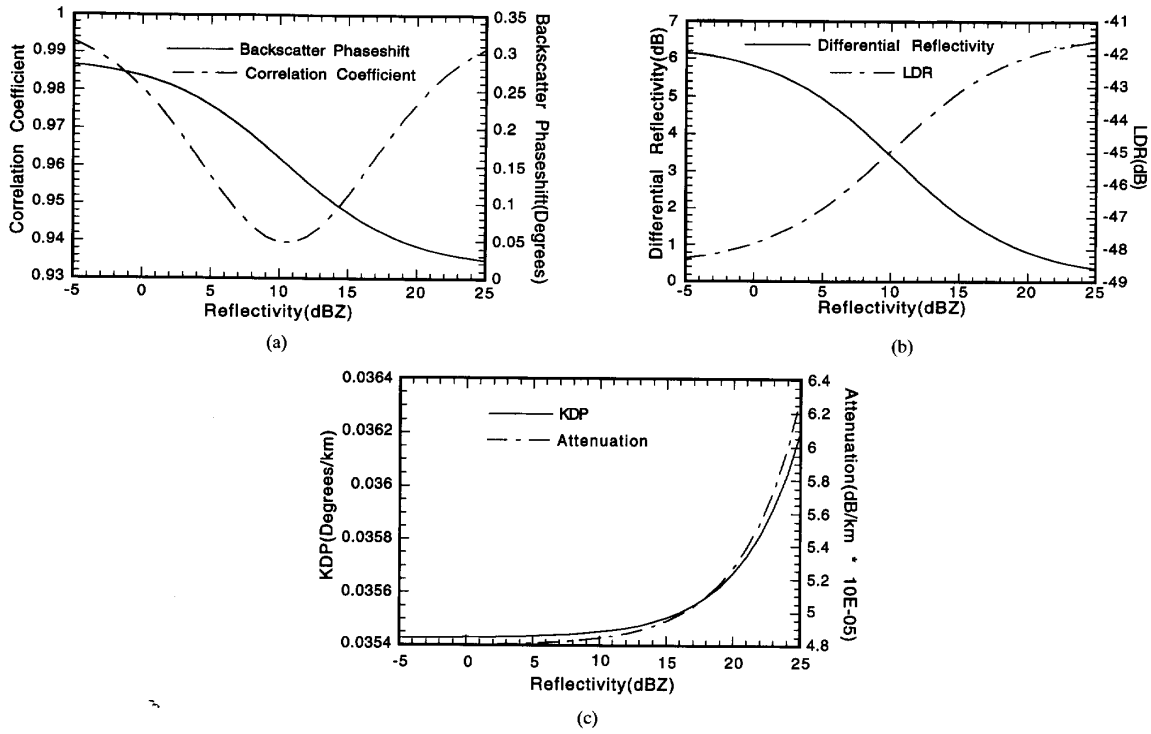 Correlation Coefficient
1
0.99
0.98
0.97
0.96
0.95
0.94
0.93
Backscatter Phaseshift
Correlation Coefficient
0.35
0.3
0.25
0.2
0.15
0.1
0.05
0
Backscatter Phaseshift(Degrees)
-5 0 5 10 15 20 25
Reflectivity(dBZ)
(a)
Differential Reflectivity(dB)
7
6
5
4
3
2
1
0
Differential Reflectivity
LDR
-41
-42
-43
-44
-45
-46
-47
-48
-49
LDR(dB)
-5 0 5 10 15 20 25
Reflectivity(dBZ)
(b)
KDP(Degrees/km)
0.0364
0.0362
0.036
0.0358
0.0356
0.0354
KDP
Attenuation
6.4
6.2
6
5.8
5.6
5.4
5.2
5
4.8
Attenuation(dB/km * 10E-05)
-5 0 5 10 15 20 25
Reflectivity(dBZ)
(c)